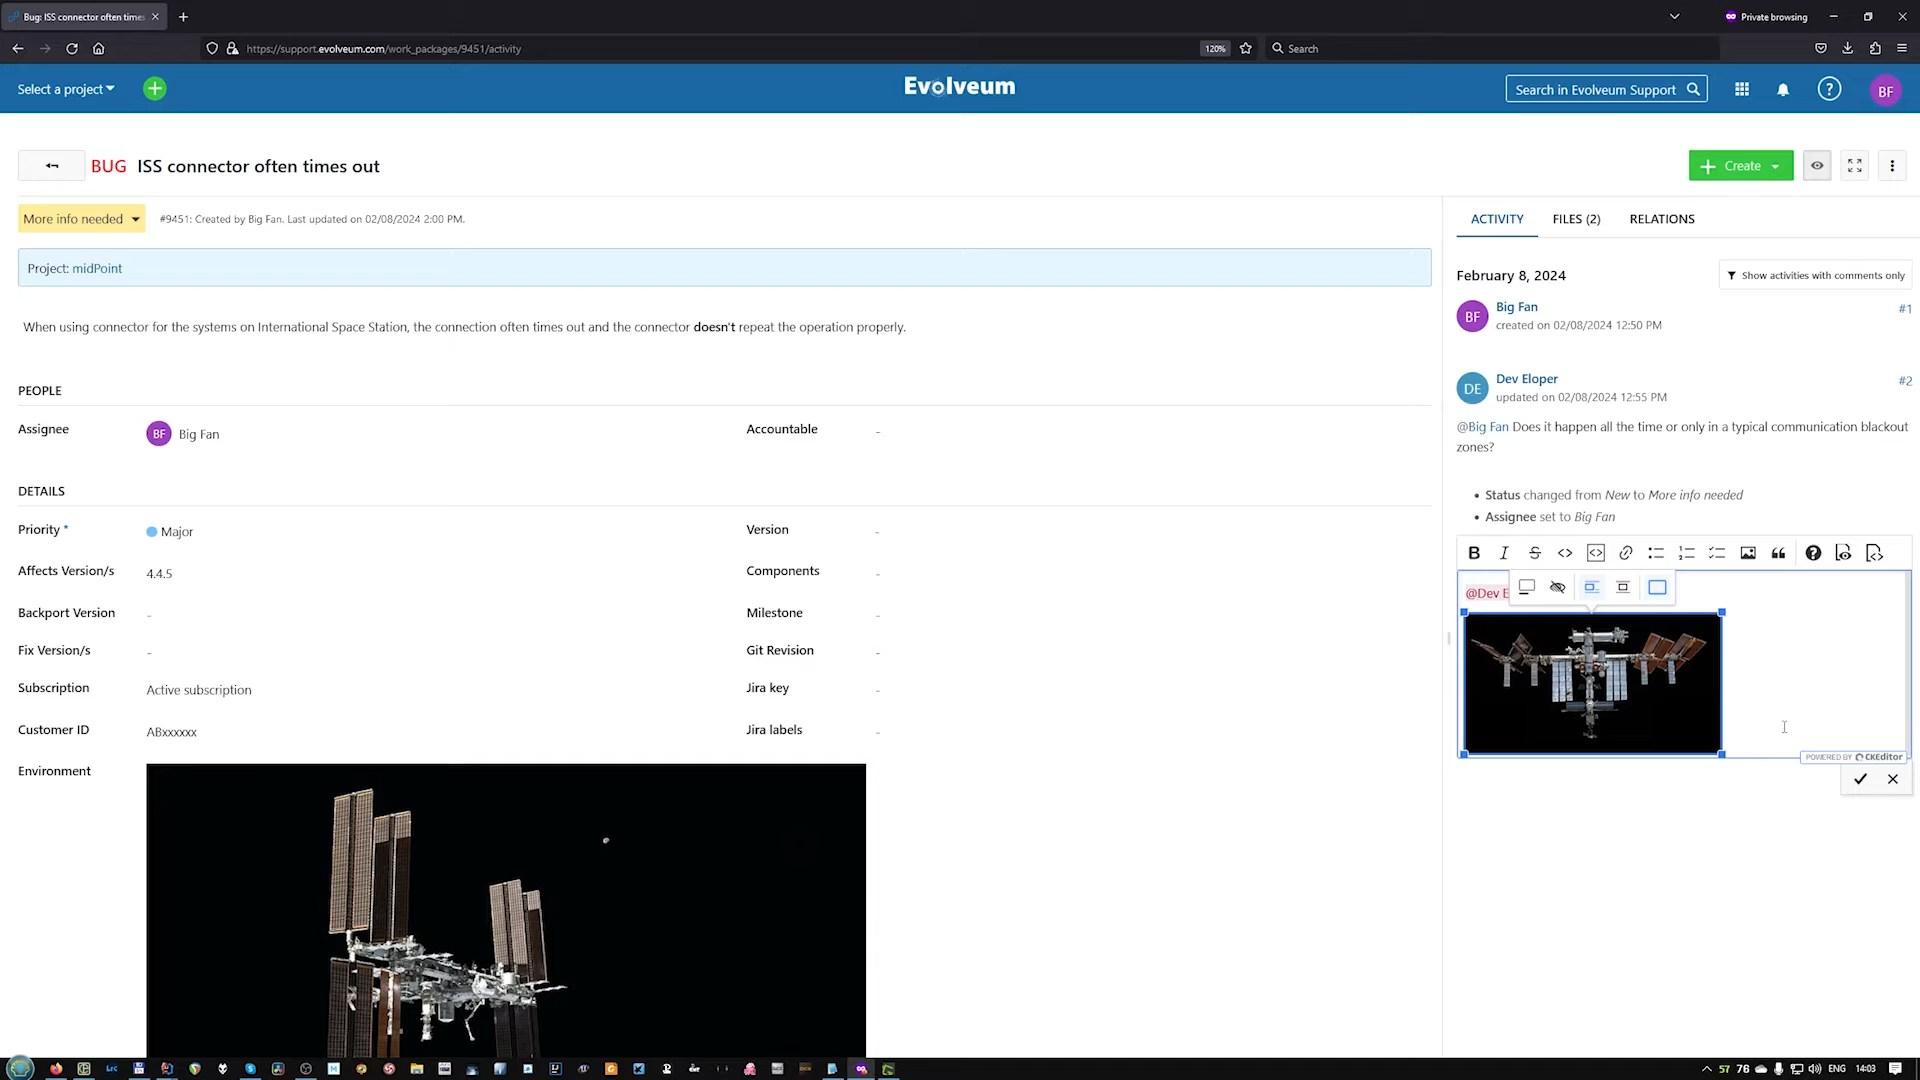 Bug: ISS connector often times
Private browsing
https://support.evolveum.com/work_packages/9451/activity
120%
Search
Select a project
Evolveum
Search in Evolveum Support
BF
BUG ISS connector often times out
Create
More info needed
#9451: Created by Big Fan. Last updated on 02/08/2024 2:00 PM.
Project: midPoint
When using connector for the systems on International Space Station, the connection often times out and the connector doesn't repeat the operation properly.
PEOPLE
Assignee
BF Big Fan
Accountable
-
DETAILS
Priority *
Major
Version
-
Affects Version/s
4.4.5
Components
-
Backport Version
-
Milestone
-
Fix Version/s
-
Git Revision
-
Subscription
Active subscription
Jira key
-
Customer ID
ABxxxxxx
Jira labels
-
Environment
ACTIVITY
FILES (2)
RELATIONS
February 8, 2024
Show activities with comments only
BF
Big Fan
#1
created on 02/08/2024 12:50 PM
DE
Dev Eloper
#2
updated on 02/08/2024 12:55 PM
@Big Fan Does it happen all the time or only in a typical communication blackout
zones?
• Status changed from New to More info needed
• Assignee set to Big Fan
@Dev E
POWERED BY CKEditor
57 76
ENG
14:03